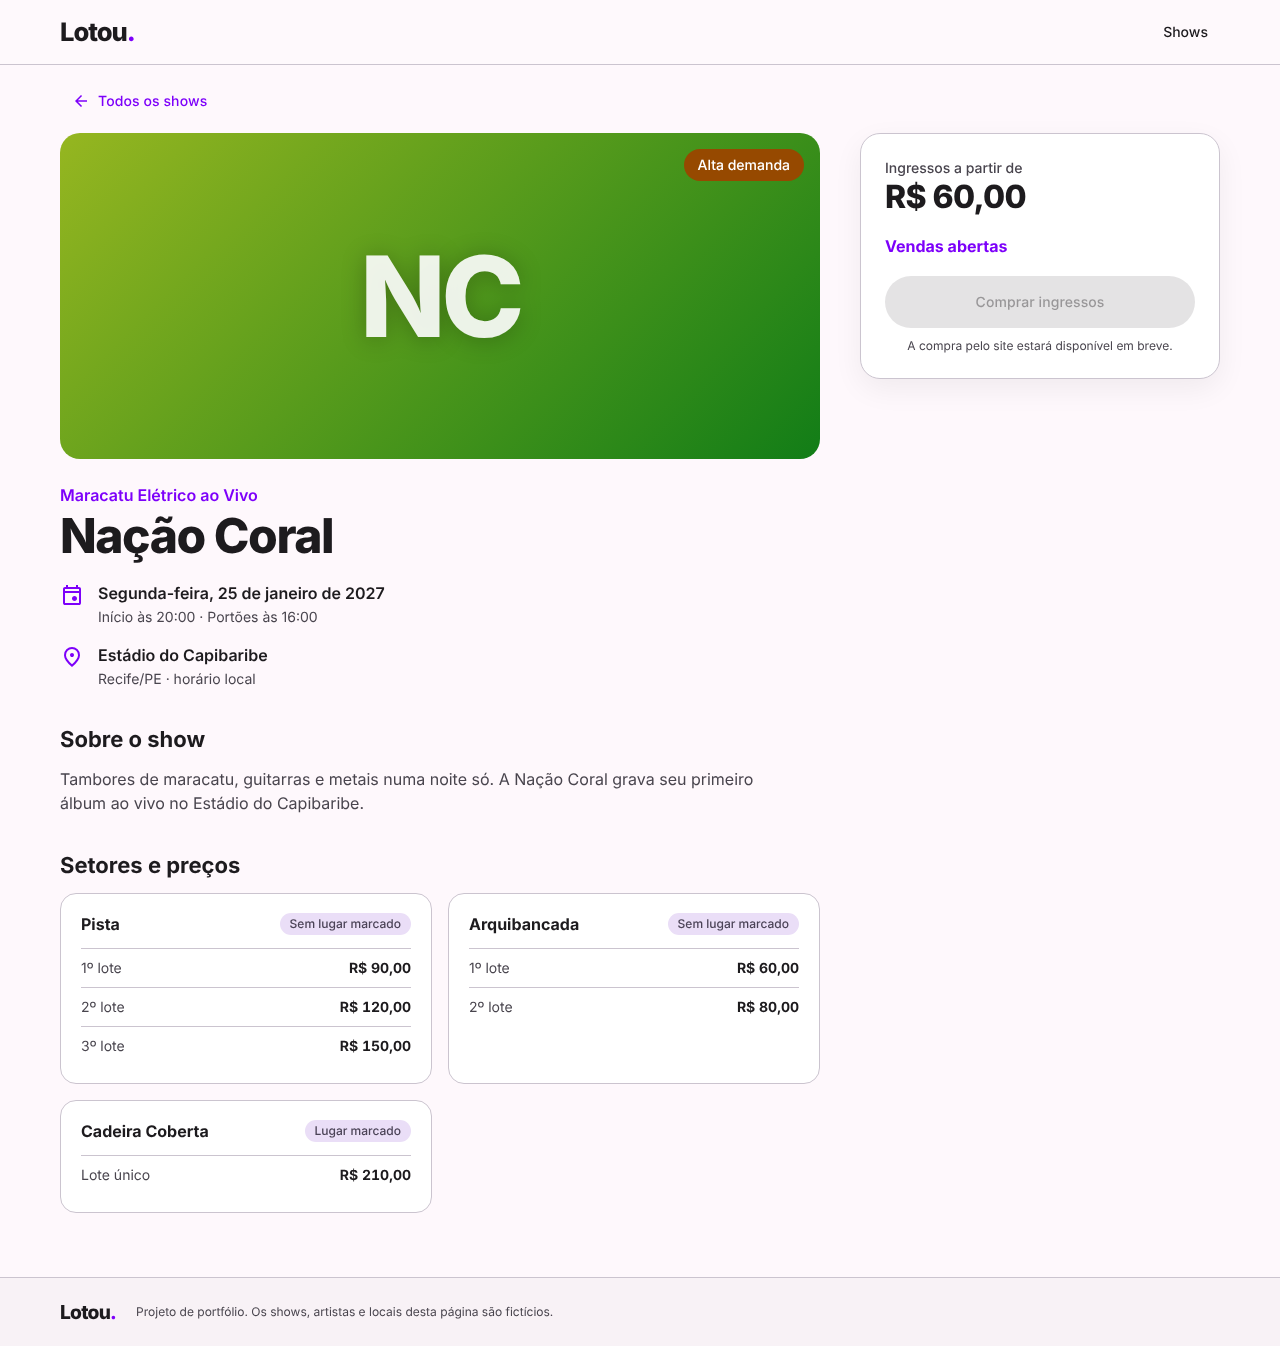 Lotou.
Shows
Todos os shows
Alta demanda
NC
Ingressos a partir de
R$ 60,00
Vendas abertas
Comprar ingressos
A compra pelo site estará disponível em breve.
Maracatu Elétrico ao Vivo
Nação Coral
Segunda-feira, 25 de janeiro de 2027
Início às 20:00 · Portões às 16:00
Estádio do Capibaribe
Recife/PE · horário local
Sobre o show
Tambores de maracatu, guitarras e metais numa noite só. A Nação Coral grava seu primeiro
álbum ao vivo no Estádio do Capibaribe.
Setores e preços
Pista Sem lugar marcado
1º lote R$ 90,00
2º lote R$ 120,00
3º lote R$ 150,00
Arquibancada Sem lugar marcado
1º lote R$ 60,00
2º lote R$ 80,00
Cadeira Coberta Lugar marcado
Lote único R$ 210,00
Lotou. Projeto de portfólio. Os shows, artistas e locais desta página são fictícios.